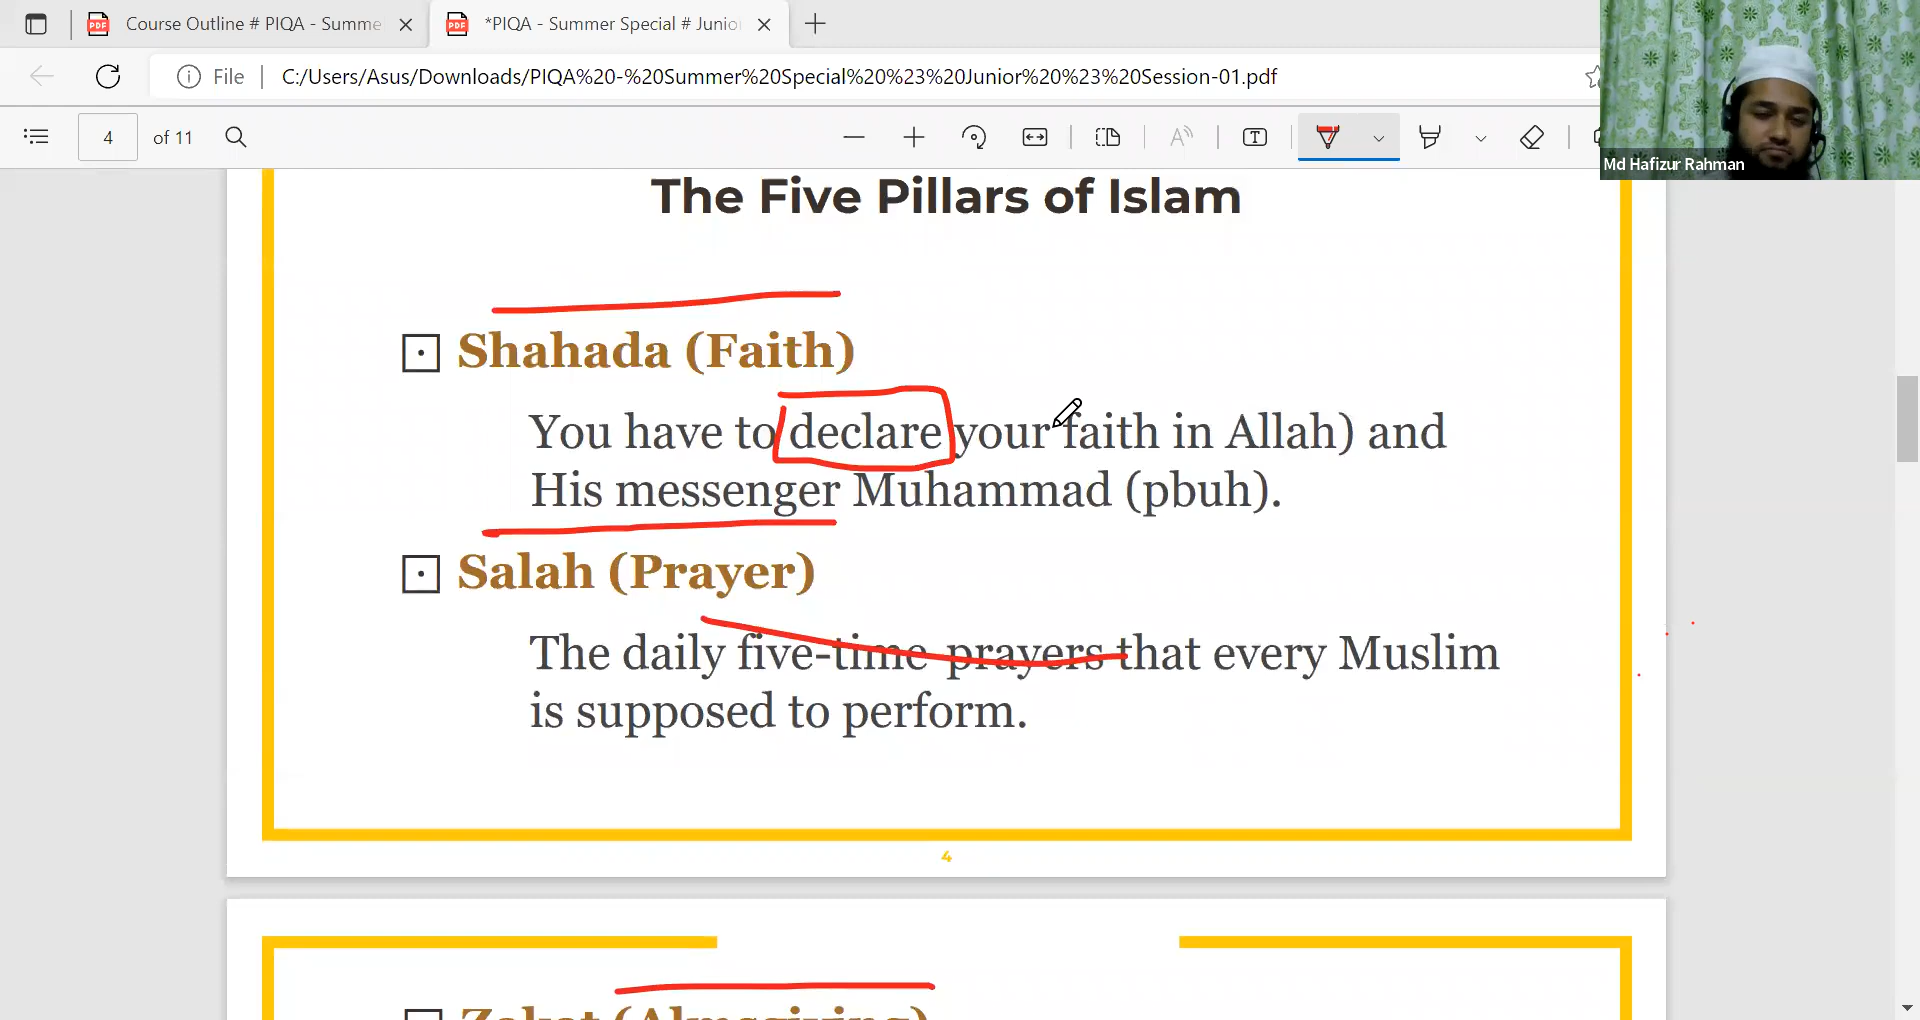 Course Outline # PIQA - Summe
*PIQA - Summer Special # Junio
File
C:/Users/Asus/Downloads/PIQA%20-%20Summer%20Special%20%23%20Junior%20%23%20Session-01.pdf
4 of 11
Md Hafizur Rahman
The Five Pillars of Islam
Shahada (Faith)
You have to declare your faith in Allah) and
His messenger Muhammad (pbuh).
Salah (Prayer)
The daily five-time prayers that every Muslim
is supposed to perform.
4
Zakat (Almsgiving)